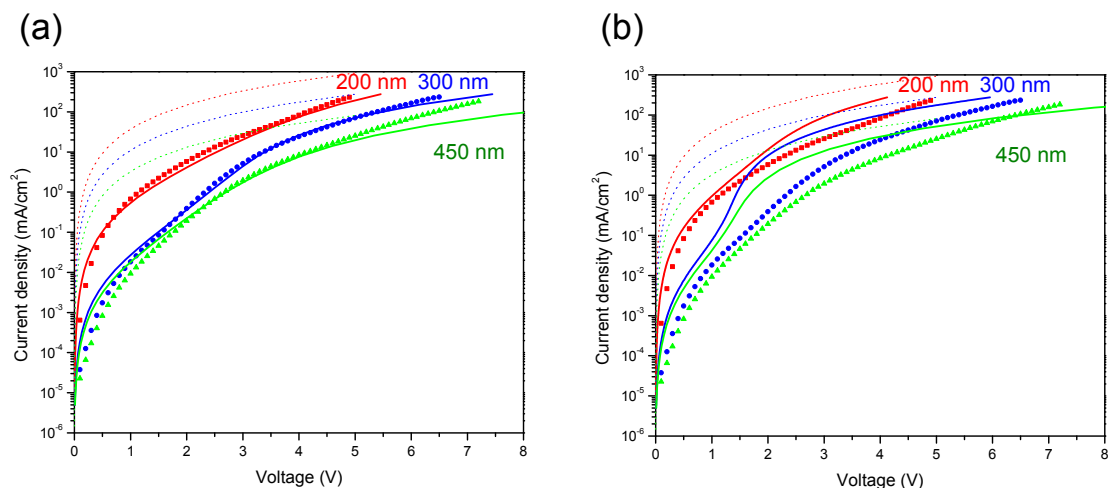 (a)
(b)
10³
10²
10¹
10⁰
10⁻¹
10⁻²
10⁻³
10⁻⁴
10⁻⁵
10⁻⁶
Current density (mA/cm²)
200 nm
300 nm
450 nm
0 1 2 3 4 5 6 7 8
Voltage (V)
10³
10²
10¹
10⁰
10⁻¹
10⁻²
10⁻³
10⁻⁴
10⁻⁵
10⁻⁶
Current density (mA/cm²)
200 nm
300 nm
450 nm
0 1 2 3 4 5 6 7 8
Voltage (V)